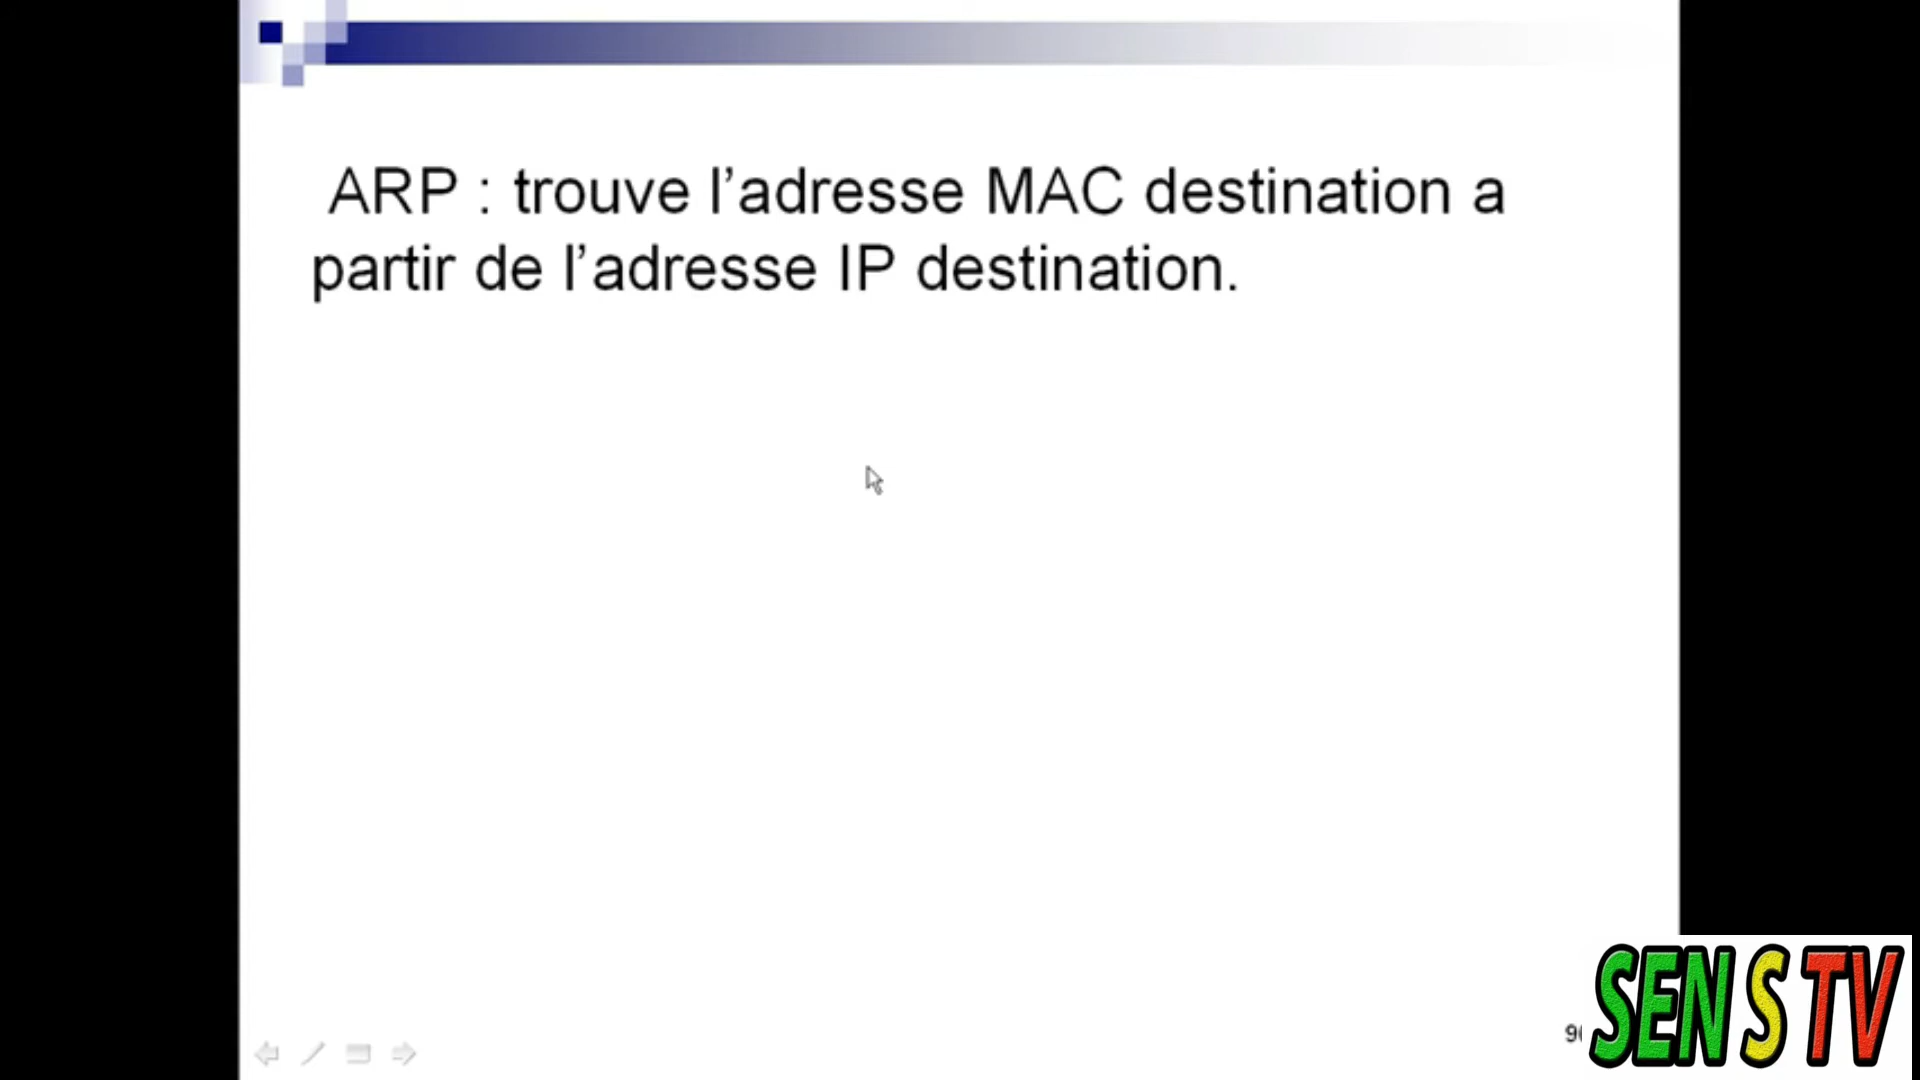 ARP : trouve l’adresse MAC destination a
partir de l’adresse IP destination.
SEN S TV